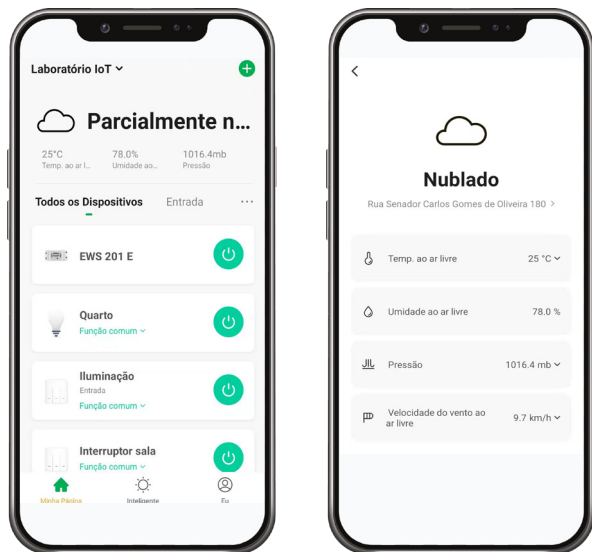 Laboratório IoT
Parcialmente n...
25°C
78.0%
1016.4mb
Temp. ao ar l...
Umidade ao...
Pressão
Todos os Dispositivos
Entrada
...
EWS 201 E
Quarto
Função comum
Iluminação
Entrada
Função comum
Interruptor sala
Função comum
Minha Página
Inteligente
Eu
Nublado
Rua Senador Carlos Gomes de Oliveira 180 >
Temp. ao ar livre
25 °C
Umidade ao ar livre
78.0 %
Pressão
1016.4 mb
Velocidade do vento ao
ar livre
9.7 km/h